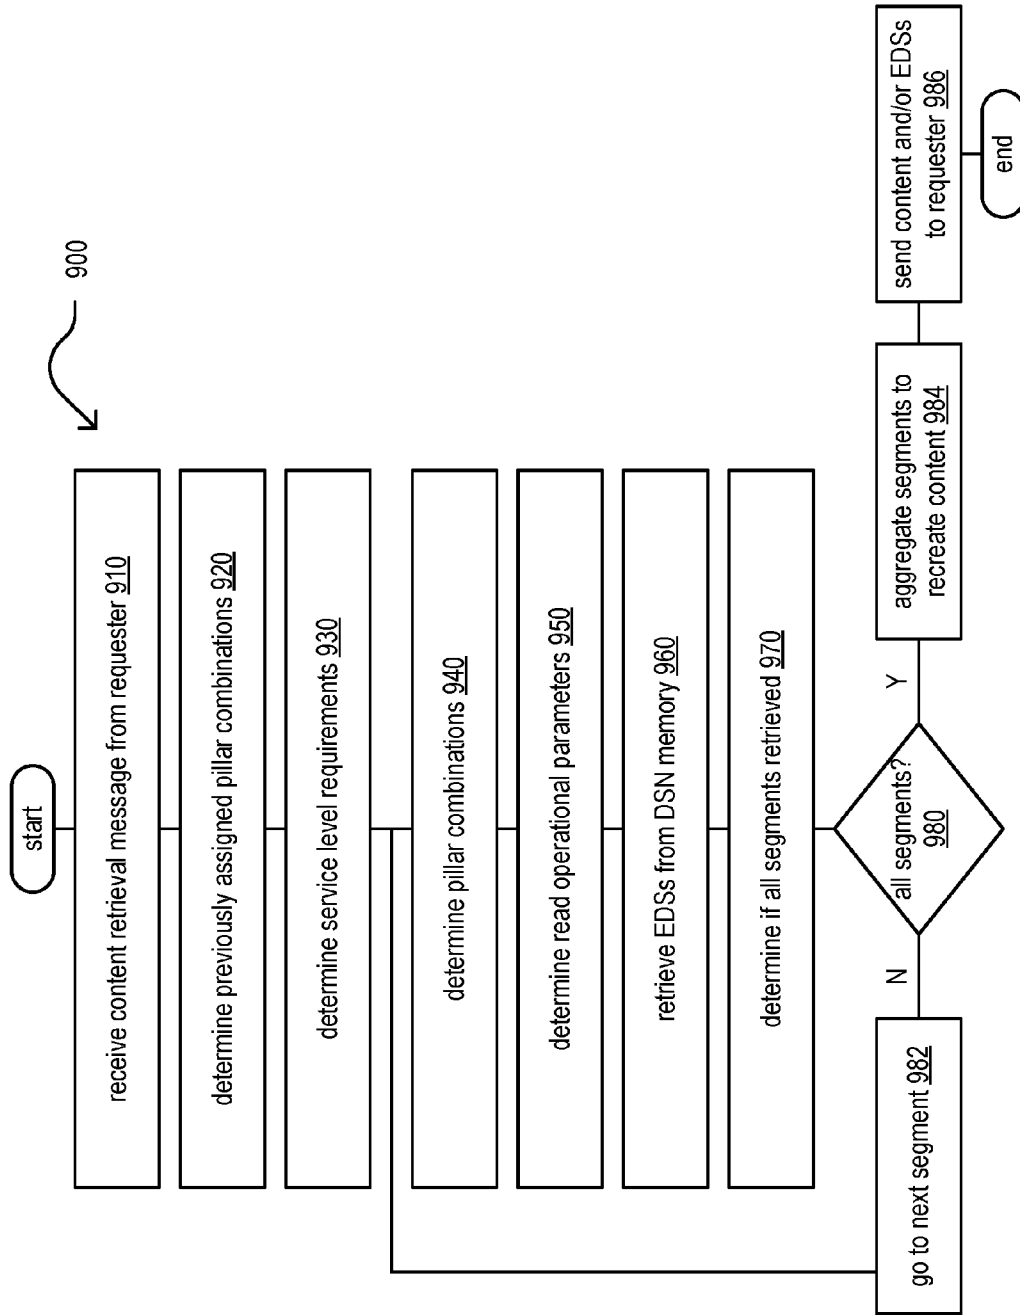 900
start
receive content retrieval message from requester 910
determine previously assigned pillar combinations 920
determine service level requirements 930
determine pillar combinations 940
determine read operational parameters 950
retrieve EDSs from DSN memory 960
determine if all segments retrieved 970
all segments?
980
N
Y
go to next segment 982
aggregate segments to
recreate content 984
send content and/or EDSs
to requester 986
end